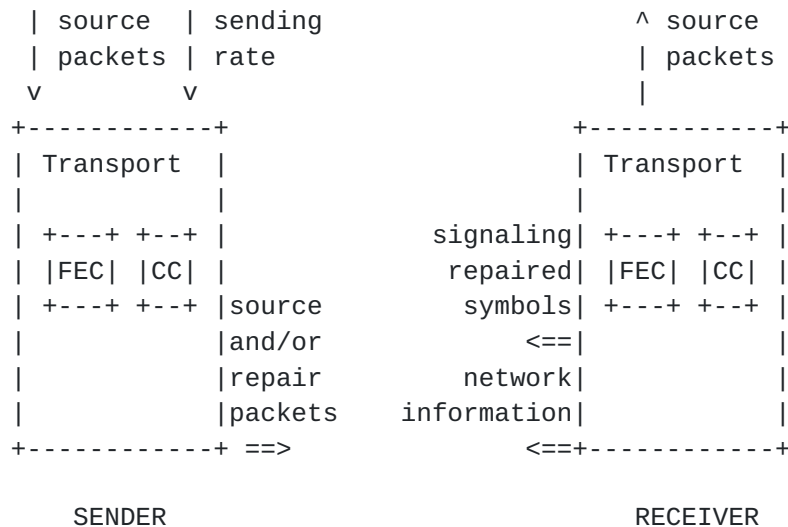 | source  | sending                    ^ source
 | packets | rate                       | packets
 v         v                            |
+------------+                      +------------+
| Transport  |                      | Transport  |
|            |                      |            |
| +---+ +--+ |             signaling| +---+ +--+ |
| |FEC| |CC| |              repaired| |FEC| |CC| |
| +---+ +--+ |source         symbols| +---+ +--+ |
|            |and/or             <==|            |
|            |repair         network|            |
|            |packets    information|            |
+------------+ ==>               <==+------------+
    SENDER                              RECEIVER